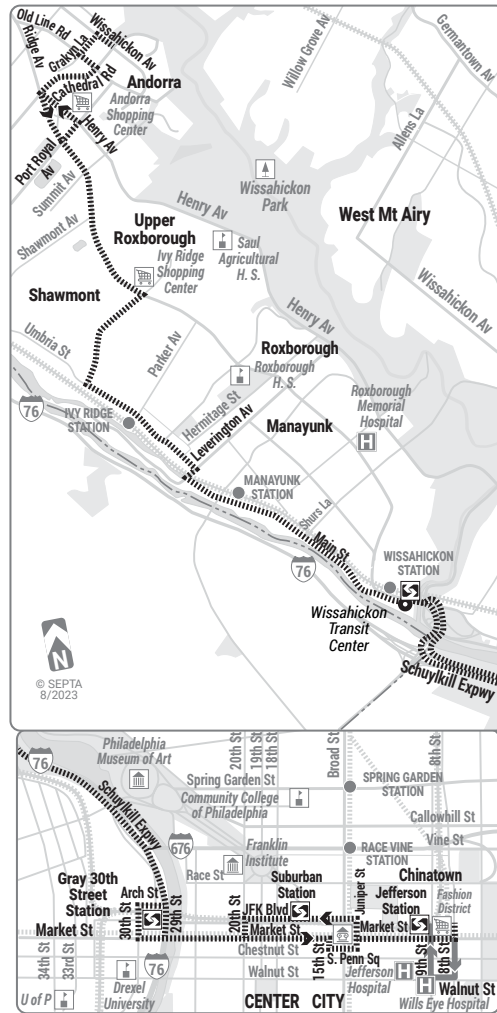 Old Line Rd
Wissahickon Av
Ridge Av
Grakyn La
Cathedral Rd
Andorra
Andorra
Shopping
Center
Henry Av
Port Royal
Av
Summit Av
Shawmont Av
Willow Grove Av
Germantown Av
Allens La
Wissahickon
Park
Henry Av
West Mt Airy
Upper
Roxborough
Saul
Agricultural
H. S.
Ivy Ridge
Shopping
Center
Wissahickon Av
Shawmont
Henry Av
Umbria St
Parker Av
Roxborough
Roxborough
H. S.
Roxborough
Memorial
Hospital
H
76
IVY RIDGE
STATION
Hermitage St
Leverington Av
Manayunk
MANAYUNK
STATION
Shurs La
Main St
76
WISSAHICKON
STATION
Wissahickon
Transit
Center
Schuylkill Expwy
N
© SEPTA
8/2023
76
Philadelphia
Museum of Art
20th St
19th St
18th St
Broad St
8th St
Spring Garden St
SPRING GARDEN
STATION
Community College
of Philadelphia
Callowhill St
Schuylkill Expwy
676
Vine St
Franklin
Institute
RACE VINE
STATION
Race St
Gray 30th
Street
Station
Suburban
Station
Juniper St
Chinatown
Jefferson
Station
Fashion
District
Arch St
30th St
29th St
20th St
JFK Blvd
Market St
Market St
Market St
Chestnut St
15th St
S. Penn Sq
9th St
8th St
34th St
33rd St
Walnut St
Jefferson
Hospital
H
H
Walnut St
U of P
Drexel
University
76
CENTER CITY
Wills Eye Hospital